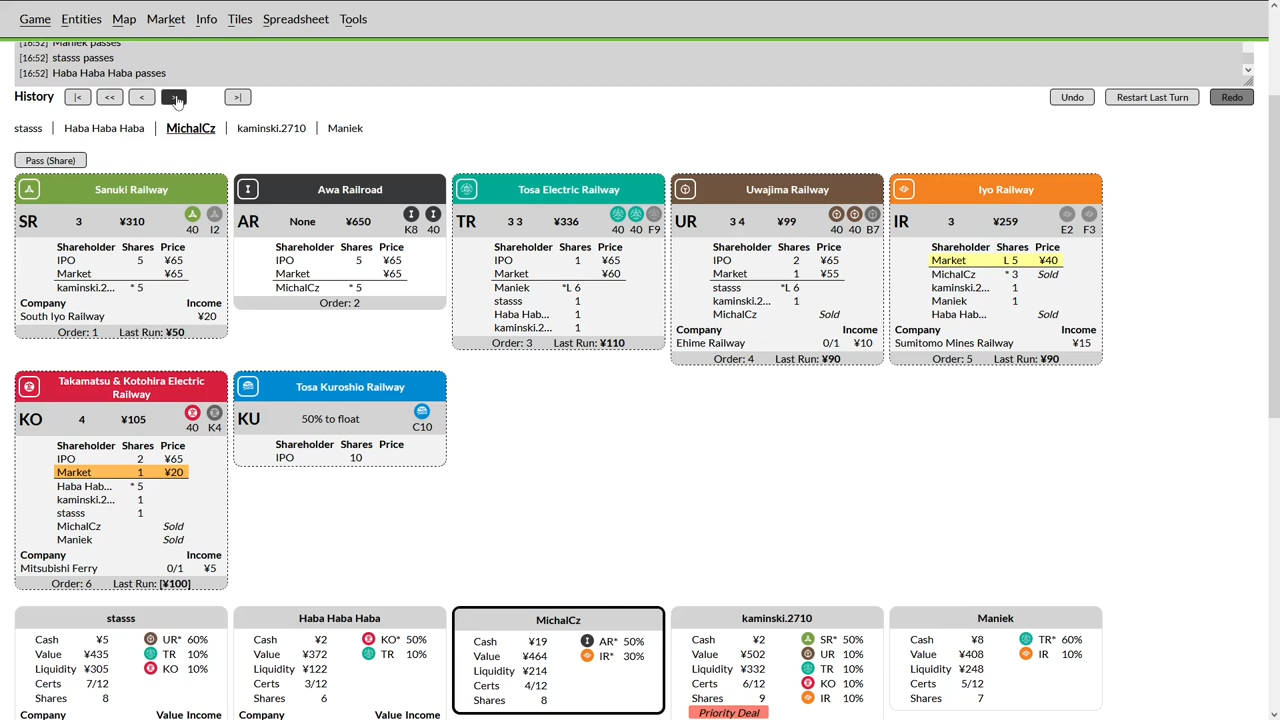 Game Entities Map Market Info Tiles Spreadsheet Tools
[16:52] Maniek passes
[16:52] stasss passes
[16:52] Haba Haba Haba passes
History |< << < > >| Undo Restart Last Turn Redo
stasss Haba Haba Haba MichalCz kaminski.2710 Maniek
Pass (Share)
Sanuki Railway
SR 3 ¥310 40 I2
Shareholder Shares Price
IPO 5 ¥65
Market ¥65
kaminski.2... * 5
Company Income
South Iyo Railway ¥20
Order: 1 Last Run: ¥50
Awa Railroad
AR None ¥650 K8 40
Shareholder Shares Price
IPO 5 ¥65
Market ¥65
MichalCz * 5
Order: 2
Tosa Electric Railway
TR 3 3 ¥336 40 40 F9
Shareholder Shares Price
IPO 1 ¥65
Market ¥60
Maniek *L 6
stasss 1
Haba Hab... 1
kaminski.2... 1
Order: 3 Last Run: ¥110
Uwajima Railway
UR 3 4 ¥99 40 40 B7
Shareholder Shares Price
IPO 2 ¥65
Market 1 ¥55
stasss *L 6
kaminski.2... 1
MichalCz Sold
Company Income
Ehime Railway 0/1 ¥10
Order: 4 Last Run: ¥90
Iyo Railway
IR 3 ¥259 E2 F3
Shareholder Shares Price
Market L 5 ¥40
MichalCz * 3 Sold
kaminski.2... 1
Maniek 1
Haba Hab... Sold
Company Income
Sumitomo Mines Railway ¥15
Order: 5 Last Run: ¥90
Takamatsu & Kotohira Electric
Railway
KO 4 ¥105 40 K4
Shareholder Shares Price
IPO 2 ¥65
Market 1 ¥20
Haba Hab... * 5
kaminski.2... 1
stasss 1
MichalCz Sold
Maniek Sold
Company Income
Mitsubishi Ferry 0/1 ¥5
Order: 6 Last Run: [¥100]
Tosa Kuroshio Railway
KU 50% to float C10
Shareholder Shares Price
IPO 10
stasss
Cash ¥5 UR* 60%
Value ¥435 TR 10%
Liquidity ¥305 KO 10%
Certs 7/12
Shares 8
Company Value Income
Haba Haba Haba
Cash ¥2 KO* 50%
Value ¥372 TR 10%
Liquidity ¥122
Certs 3/12
Shares 6
Company Value Income
MichalCz
Cash ¥19 AR* 50%
Value ¥464 IR* 30%
Liquidity ¥214
Certs 4/12
Shares 8
kaminski.2710
Cash ¥2 SR* 50%
Value ¥502 UR 10%
Liquidity ¥332 TR 10%
Certs 6/12 KO 10%
Shares 9 IR 10%
Priority Deal
Maniek
Cash ¥8 TR* 60%
Value ¥408 IR 10%
Liquidity ¥248
Certs 5/12
Shares 7